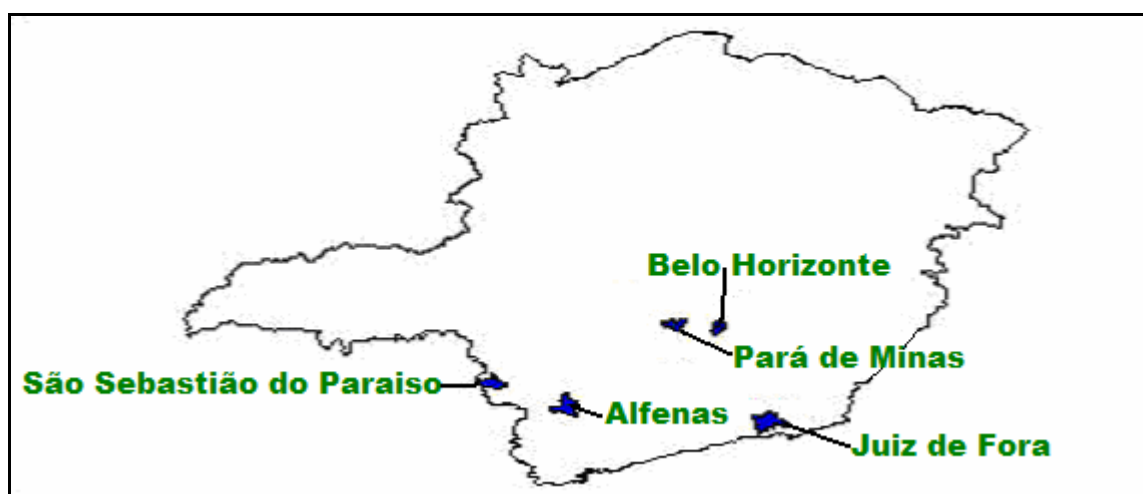 Belo Horizonte
Pará de Minas
São Sebastião do Paraiso
Alfenas
Juiz de Fora